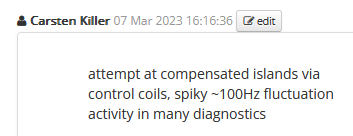 Carsten Killer 07 Mar 2023 16:16:36 edit
attempt at compensated islands via
control coils, spiky ~100Hz fluctuation
activity in many diagnostics